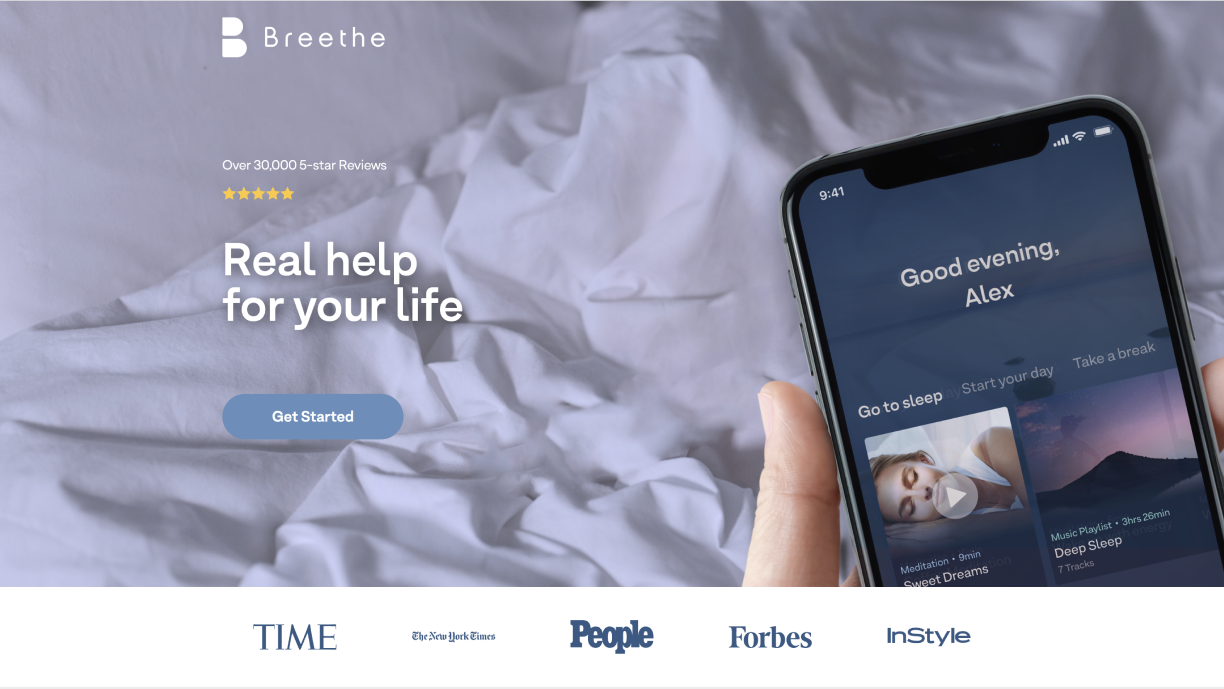 Breethe
Over 30,000 5-star Reviews
Real help
for your life
Get Started
9:41
Good evening,
Alex
Go to sleep
Start your day
Take a break
Meditation • 9min
Sweet Dreams
Music Playlist • 3hrs 26min
Deep Sleep
7 Tracks
TIME
The New York Times
People
Forbes
InStyle